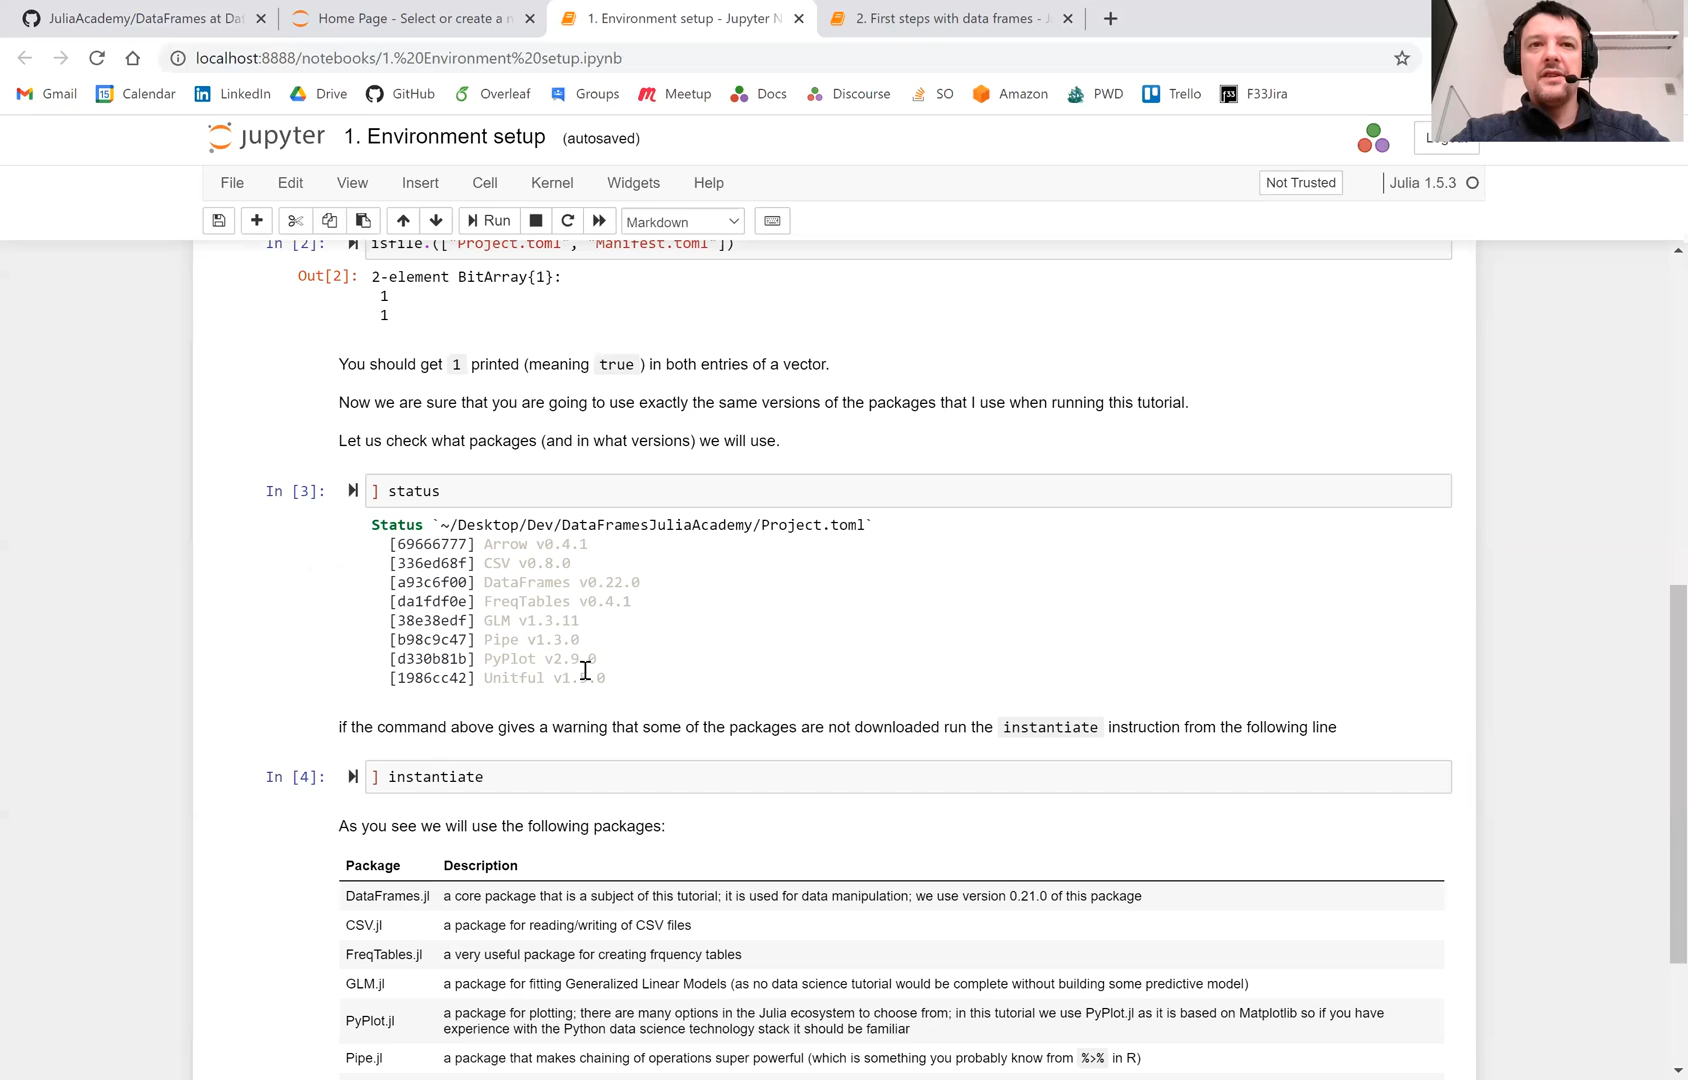 JuliaAcademy/DataFrames at Da
Home Page - Select or create a n
1. Environment setup - Jupyter N
2. First steps with data frames - J
localhost:8888/notebooks/1.%20Environment%20setup.ipynb
Gmail Calendar LinkedIn Drive GitHub Overleaf Groups Meetup Docs Discourse SO Amazon PWD Trello F33Jira
jupyter 1. Environment setup (autosaved)
File Edit View Insert Cell Kernel Widgets Help Not Trusted Julia 1.5.3
Run Markdown
In [2]: isfile.(["Project.toml", "Manifest.toml"])
Out[2]: 2-element BitArray{1}:
1
1
You should get 1 printed (meaning true ) in both entries of a vector.
Now we are sure that you are going to use exactly the same versions of the packages that I use when running this tutorial.
Let us check what packages (and in what versions) we will use.
In [3]: ] status
Status `~/Desktop/Dev/DataFramesJuliaAcademy/Project.toml`
[69666777] Arrow v0.4.1
[336ed68f] CSV v0.8.0
[a93c6f00] DataFrames v0.22.0
[da1fdf0e] FreqTables v0.4.1
[38e38edf] GLM v1.3.11
[b98c9c47] Pipe v1.3.0
[d330b81b] PyPlot v2.9.0
[1986cc42] Unitful
if the command above gives a warning that some of the packages are not downloaded run the instantiate instruction from the following line
In [4]: ] instantiate
As you see we will use the following packages:
Package Description
DataFrames.jl a core package that is a subject of this tutorial; it is used for data manipulation; we use version 0.21.0 of this package
CSV.jl a package for reading/writing of CSV files
FreqTables.jl a very useful package for creating frquency tables
GLM.jl a package for fitting Generalized Linear Models (as no data science tutorial would be complete without building some predictive model)
PyPlot.jl a package for plotting; there are many options in the Julia ecosystem to choose from; in this tutorial we use PyPlot.jl as it is based on Matplotlib so if you have
experience with the Python data science technology stack it should be familiar
Pipe.jl a package that makes chaining of operations super powerful (which is something you probably know from %>% in R)